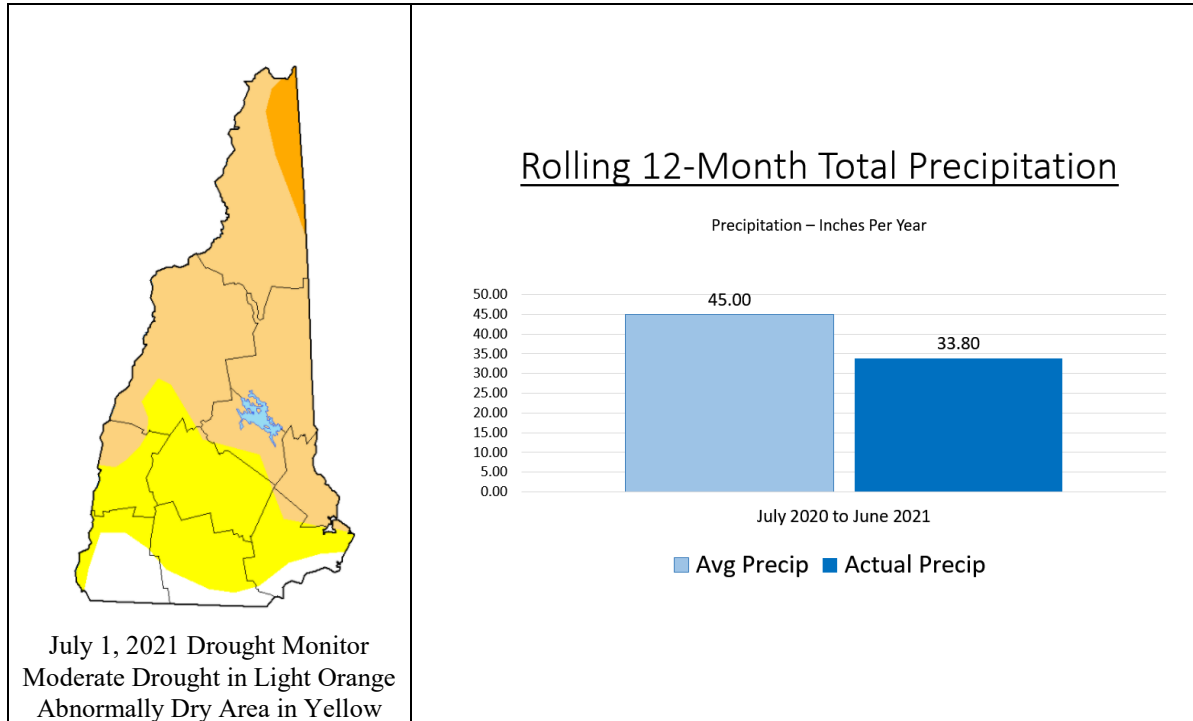 July 1, 2021 Drought Monitor
Moderate Drought in Light Orange
Abnormally Dry Area in Yellow
Rolling 12-Month Total Precipitation
Precipitation – Inches Per Year
50.00
45.00
40.00
35.00
30.00
25.00
20.00
15.00
10.00
5.00
0.00
45.00
33.80
July 2020 to June 2021
Avg Precip Actual Precip